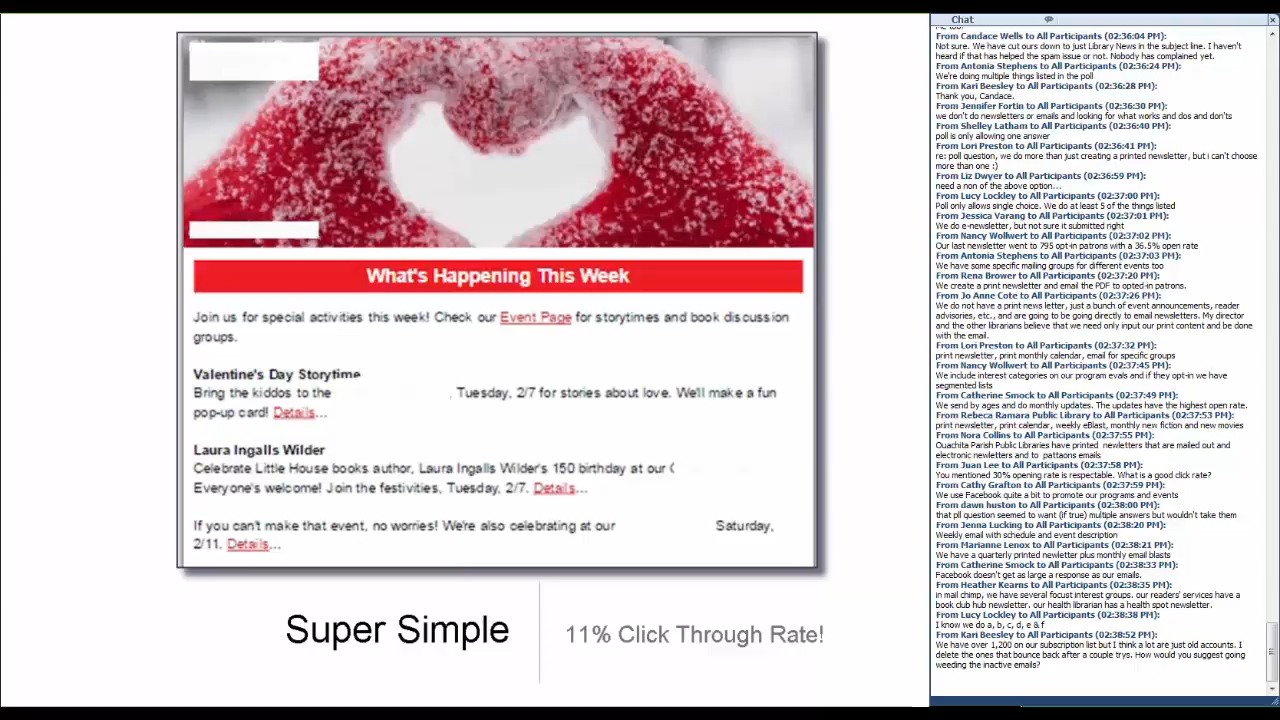 What's Happening This Week
Join us for special activities this week! Check our Event Page for storytimes and book discussion
groups.
Valentine's Day Storytime
Bring the kiddos to the , Tuesday, 2/7 for stories about love. We'll make a fun
pop-up card! Details...
Laura Ingalls Wilder
Celebrate Little House books author, Laura Ingalls Wilder's 150 birthday at our (
Everyone's welcome! Join the festivities, Tuesday, 2/7. Details...
If you can't make that event, no worries! We're also celebrating at our Saturday,
2/11. Details...
Super Simple
11% Click Through Rate!
Chat
From Candace Wells to All Participants (02:36:04 PM):
Not sure. We have cut ours down to just Library News in the subject line. I haven't
heard if that has helped the spam issue or not. Nobody has complained yet.
From Antonia Stephens to All Participants (02:36:24 PM):
We're doing multiple things listed in the poll
From Kari Beesley to All Participants (02:36:28 PM):
Thank you, Candace.
From Jennifer Fortin to All Participants (02:36:30 PM):
we don't do newsletters or emails and looking for what works and dos and don'ts
From Shelley Latham to All Participants (02:36:40 PM):
poll is only allowing one answer
From Lori Preston to All Participants (02:36:41 PM):
re: poll question, we do more than just creating a printed newsletter, but i can't choose
more than one :)
From Liz Dwyer to All Participants (02:36:59 PM):
need a non of the above option...
From Lucy Lockley to All Participants (02:37:00 PM):
Poll only allows single choice. We do at least 5 of the things listed
From Jessica Varang to All Participants (02:37:01 PM):
We do e-newsletter, but not sure it submitted right
From Nancy Wollwert to All Participants (02:37:02 PM):
Our last newsletter went to 795 opt-in patrons with a 36.5% open rate
From Antonia Stephens to All Participants (02:37:03 PM):
We have some specific mailing groups for different events too
From Rena Brower to All Participants (02:37:20 PM):
We create a print newsletter and email the PDF to opted-in patrons.
From Jo Anne Cote to All Participants (02:37:26 PM):
We do not have a print news letter, just a bunch of event announcements, reader
advisories, etc., and are going to be going directly to email newsletters. My director
and the other librarians believe that we need only input our print content and be done
with the email.
From Lori Preston to All Participants (02:37:32 PM):
print newsletter, print monthly calendar, email for specific groups
From Nancy Wollwert to All Participants (02:37:45 PM):
We include interest categories on our program evals and if they opt-in we have
segmented lists
From Catherine Smock to All Participants (02:37:49 PM):
We send by ages and do monthly updates. The updates have the highest open rate.
From Rebeca Ramara Public Library to All Participants (02:37:53 PM):
print newsletter, print calendar, weekly eBlast, monthly new fiction and new movies
From Nora Collins to All Participants (02:37:55 PM):
Ouachita Parish Public Libraries have printed newletters that are mailed out and
electronic newletters and to pattaons emails
From Juan Lee to All Participants (02:37:58 PM):
You mentioned 30% opening rate is respectable. What is a good click rate?
From Cathy Grafton to All Participants (02:37:59 PM):
We use Facebook quite a bit to promote our programs and events
From dawn huston to All Participants (02:38:00 PM):
that pll question seemed to want (if true) multiple answers but wouldn't take them
From Jenna Lucking to All Participants (02:38:20 PM):
Weekly email with schedule and event description
From Marianne Lenox to All Participants (02:38:21 PM):
We have a quarterly printed newletter plus monthly email blasts
From Catherine Smock to All Participants (02:38:33 PM):
Facebook doesn't get as large a response as our emails.
From Heather Kearns to All Participants (02:38:35 PM):
in mail chimp, we have several focust interest groups. our readers' services have a
book club hub newsletter. our health librarian has a health spot newsletter.
From Lucy Lockley to All Participants (02:38:38 PM):
I know we do a, b, c, d, e & f
From Kari Beesley to All Participants (02:38:52 PM):
We have over 1,200 on our subscription list but I think a lot are just old accounts. I
delete the ones that bounce back after a couple trys. How would you suggest going
weeding the inactive emails?